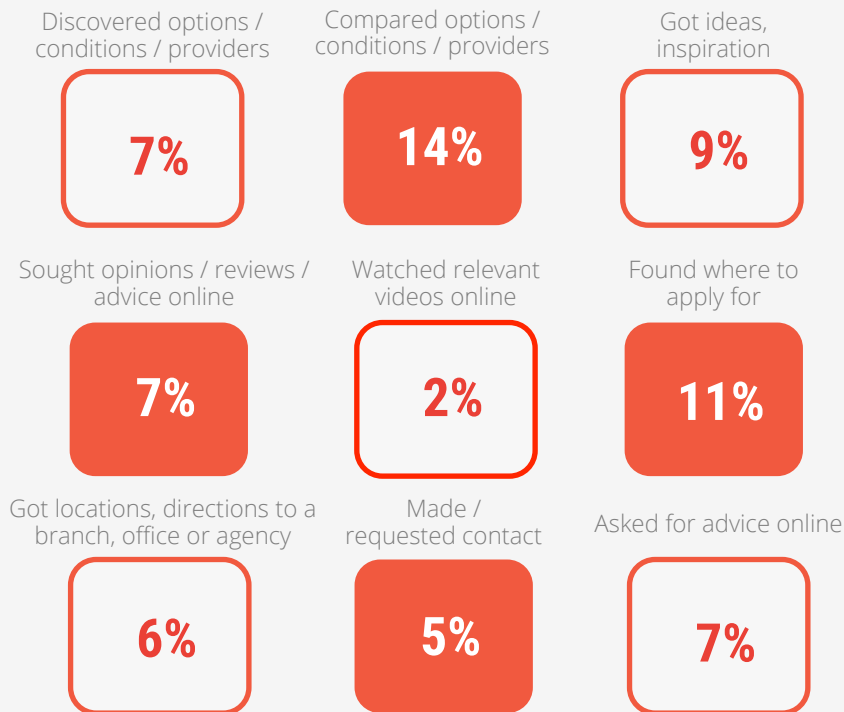 Discovered options /
conditions / providers
7%
Compared options /
conditions / providers
14%
Got ideas,
inspiration
9%
Sought opinions / reviews /
advice online
7%
Watched relevant
videos online
2%
Found where to
apply for
11%
Got locations, directions to a
branch, office or agency
6%
Made /
requested contact
5%
Asked for advice online
7%